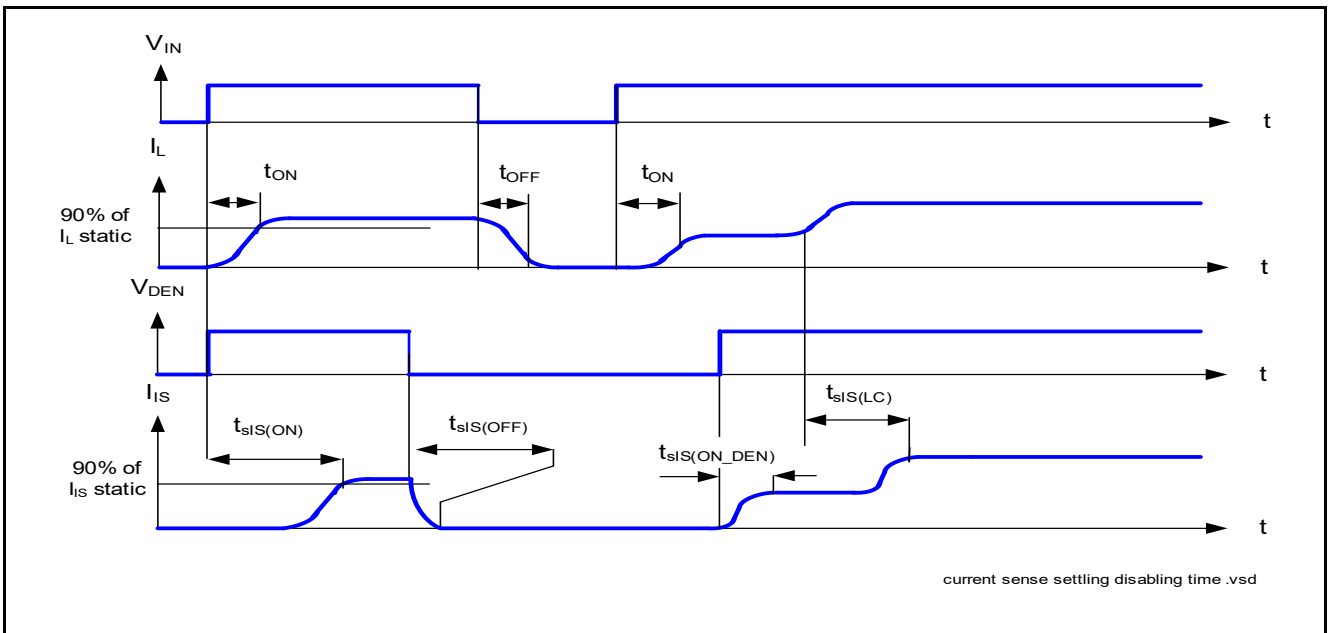 VIN
t
IL
tON
tOFF
tON
90% of
IL static
t
VDEN
t
IIS
tsIS(ON)
tsIS(OFF)
tsIS(LC)
tsIS(ON_DEN)
90% of
IIS static
t
current sense settling disabling time .vsd